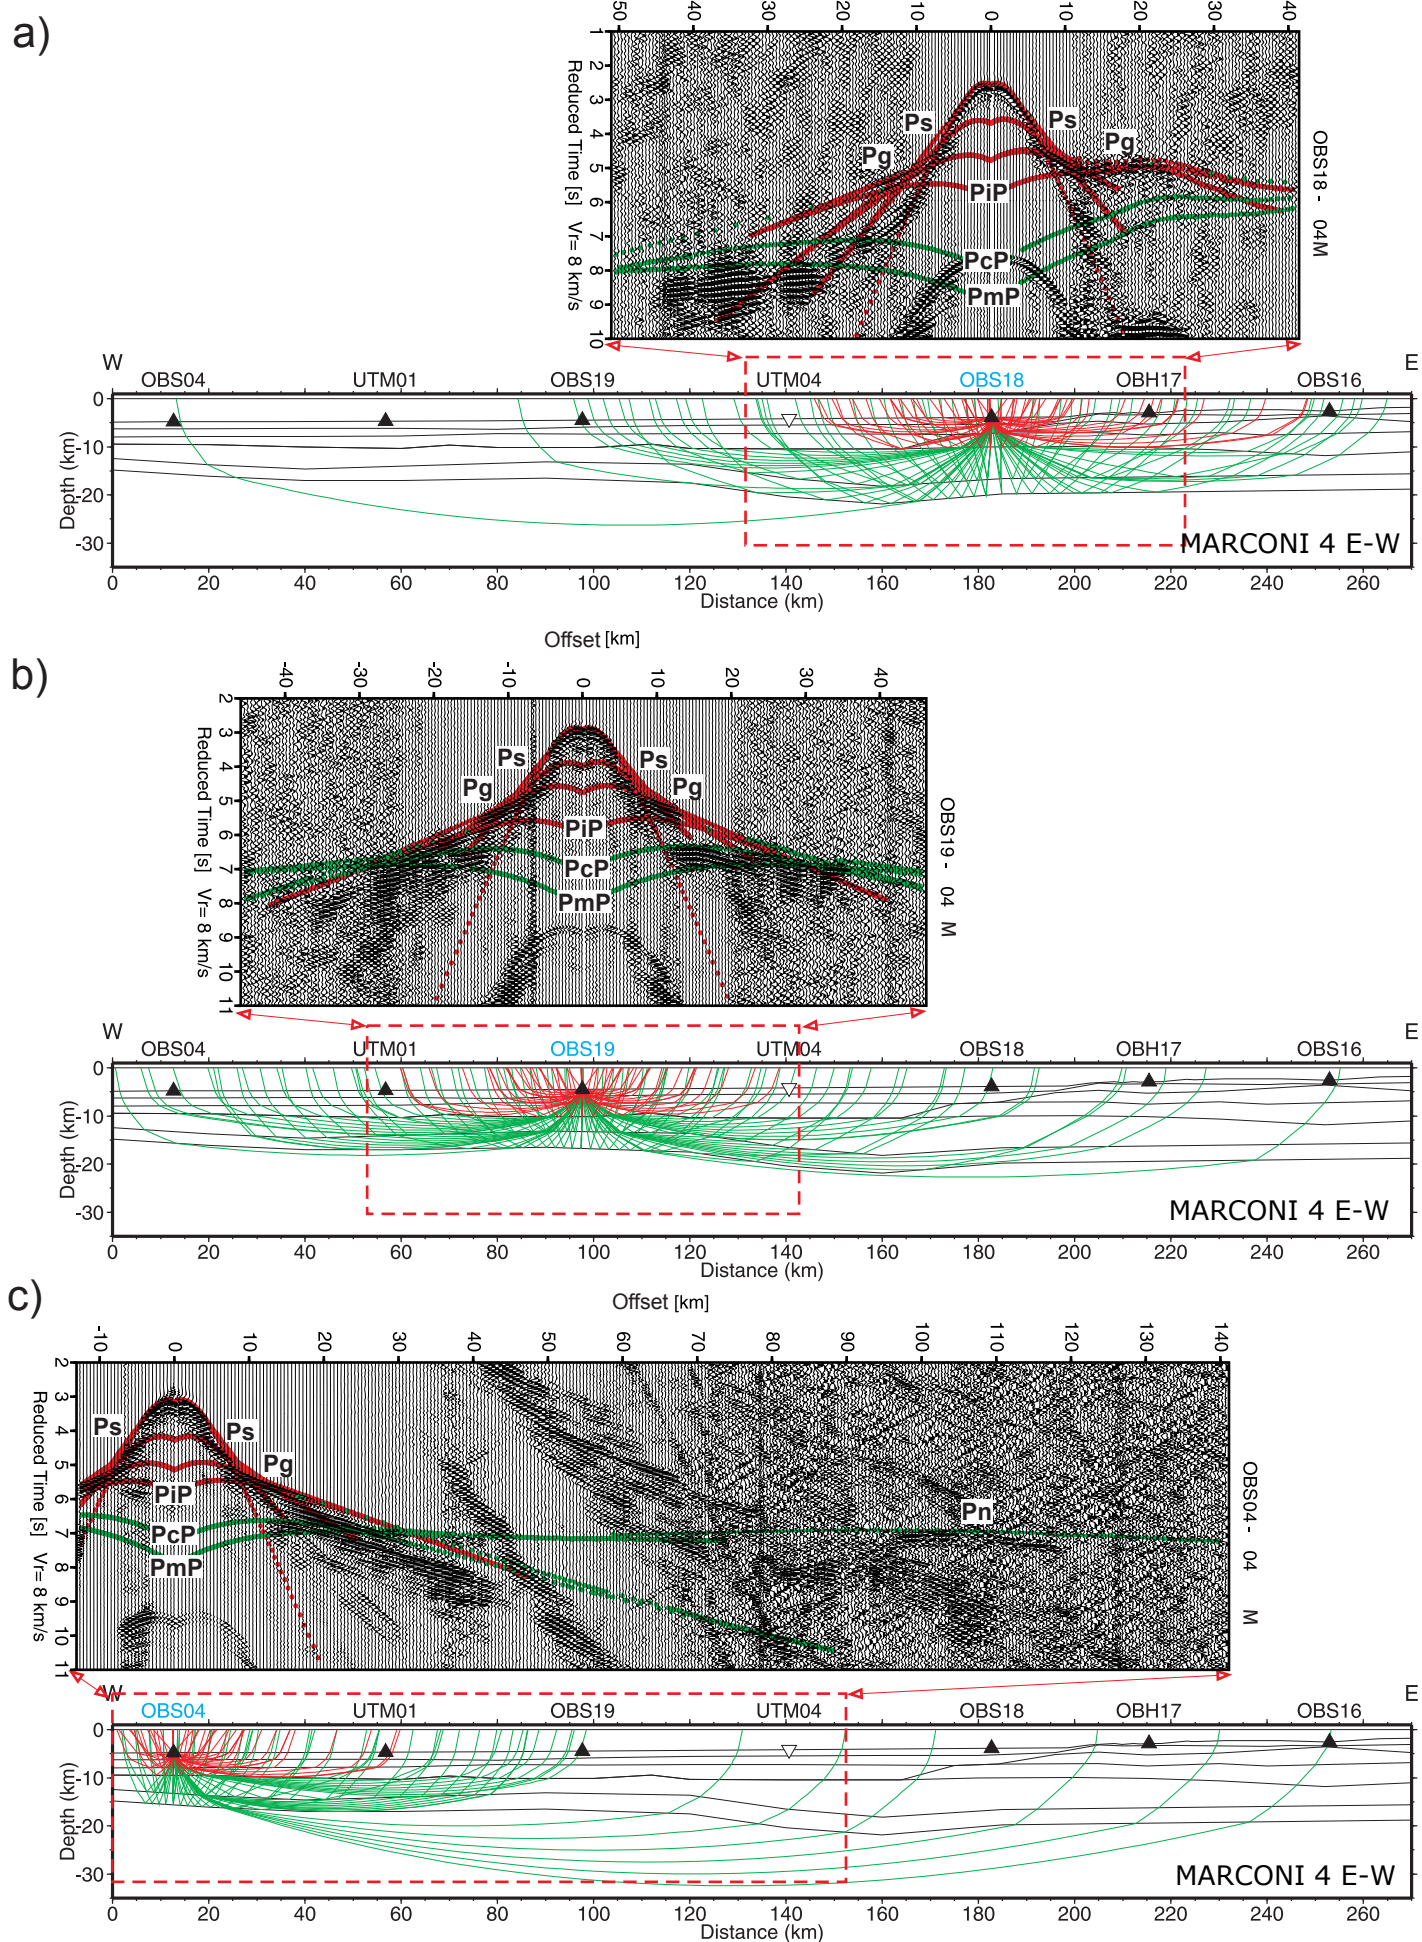 a)
50 40 30 20 10 0 10 20 30 40
1 2 3 4 5 6 7 8 9 10
Reduced Time [s] Vr= 8 km/s
Ps Ps
Pg Pg
PiP
PcP
PmP
OBS18 - 04M
W E
OBS04 UTM01 OBS19 UTM04 OBS18 OBH17 OBS16
0
-10
-20
-30
Depth (km)
MARCONI 4 E-W
0 20 40 60 80 100 120 140 160 180 200 220 240 260
Distance (km)
b)
Offset [km]
-40 -30 -20 -10 0 10 20 30 40
2 3 4 5 6 7 8 9 10 11
Reduced Time [s] Vr= 8 km/s
Ps Ps
Pg Pg
PiP
PcP
PmP
OBS19 - 04 M
W E
OBS04 UTM01 OBS19 UTM04 OBS18 OBH17 OBS16
0
-10
-20
-30
Depth (km)
MARCONI 4 E-W
0 20 40 60 80 100 120 140 160 180 200 220 240 260
Distance (km)
c)
Offset [km]
-10 0 10 20 30 40 50 60 70 80 90 100 110 120 130 140
2 3 4 5 6 7 8 9 10 11
Reduced Time [s] Vr= 8 km/s
Ps Ps
Pg
PiP
Pn
PcP
PmP
OBS04 - 04 M
W E
OBS04 UTM01 OBS19 UTM04 OBS18 OBH17 OBS16
0
-10
-20
-30
Depth (km)
MARCONI 4 E-W
0 20 40 60 80 100 120 140 160 180 200 220 240 260
Distance (km)